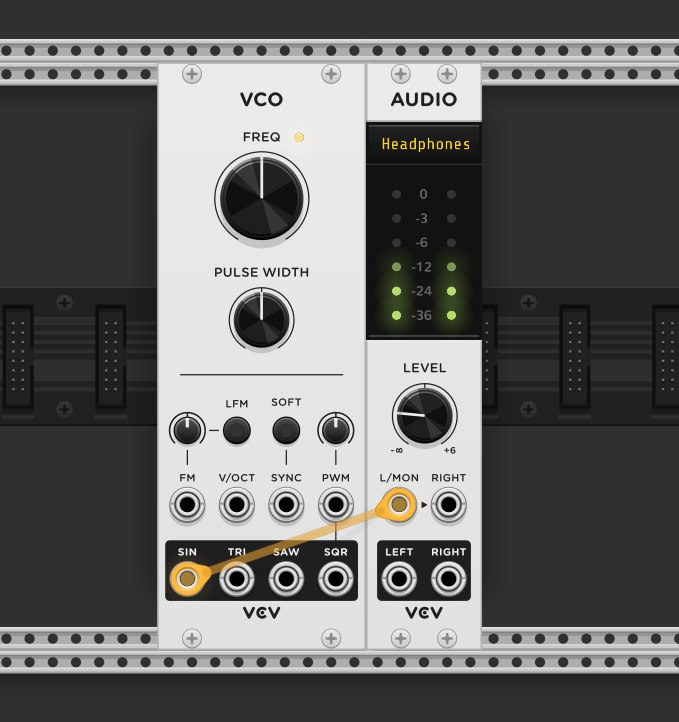 VCO
FREQ
PULSE WIDTH
LFM
SOFT
FM
V/OCT
SYNC
PWM
SIN
TRI
SAW
SQR
VCV
AUDIO
Headphones
0
-3
-6
-12
-24
-36
LEVEL
-∞
+6
L/MON
RIGHT
LEFT
RIGHT
VCV